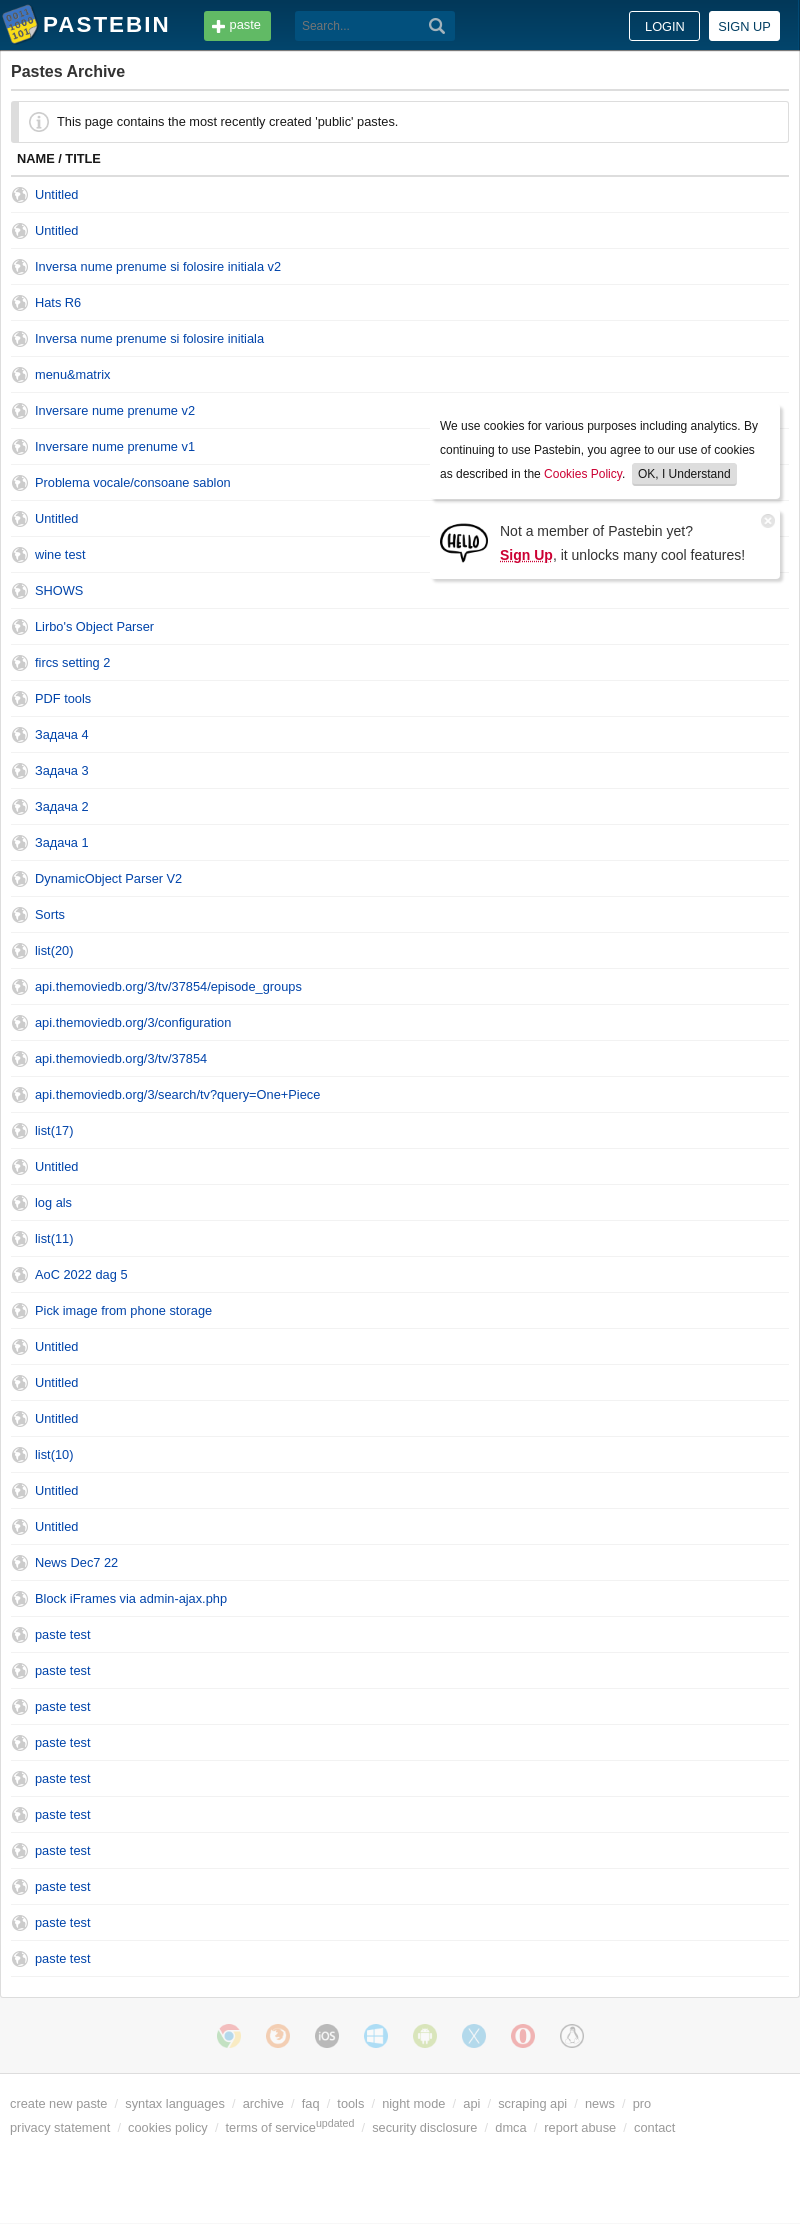 PASTEBIN paste Search... LOGIN SIGN UP
Pastes Archive
This page contains the most recently created 'public' pastes.
NAME / TITLE
Untitled
Untitled
Inversa nume prenume si folosire initiala v2
Hats R6
Inversa nume prenume si folosire initiala
menu&matrix
Inversare nume prenume v2
Inversare nume prenume v1
Problema vocale/consoane sablon
Untitled
wine test
We use cookies for various purposes including analytics. By
continuing to use Pastebin, you agree to our use of cookies
as described in the Cookies Policy. OK, I Understand
HELLO
Not a member of Pastebin yet?
Sign Up, it unlocks many cool features!
SHOWS
Lirbo's Object Parser
fircs setting 2
PDF tools
Задача 4
Задача 3
Задача 2
Задача 1
DynamicObject Parser V2
Sorts
list(20)
api.themoviedb.org/3/tv/37854/episode_groups
api.themoviedb.org/3/configuration
api.themoviedb.org/3/tv/37854
api.themoviedb.org/3/search/tv?query=One+Piece
list(17)
Untitled
log als
list(11)
AoC 2022 dag 5
Pick image from phone storage
Untitled
Untitled
Untitled
list(10)
Untitled
Untitled
News Dec7 22
Block iFrames via admin-ajax.php
paste test
paste test
paste test
paste test
paste test
paste test
paste test
paste test
paste test
paste test
iOS
create new paste / syntax languages / archive / faq / tools / night mode / api / scraping api / news / pro
privacy statement / cookies policy / terms of service updated / security disclosure / dmca / report abuse / contact